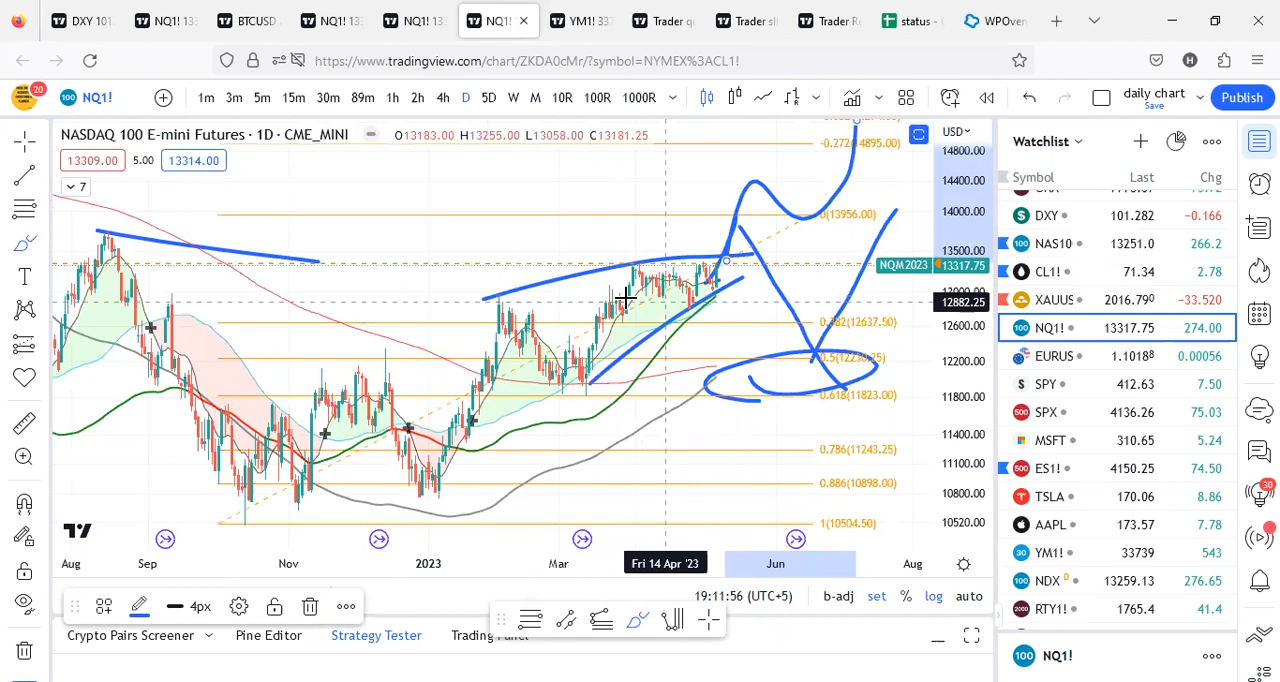 DXY 101.
NQ1! 13
BTCUSD
NQ1! 13
NQ1! 13
NQ1!
YM1! 33
Trader q
Trader sl
Trader R
status -
WPOver
https://www.tradingview.com/chart/ZKDA0cMr/?symbol=NYMEX%3ACL1!
20
NQ1!
1m 3m 5m 15m 30m 89m 1h 2h 4h D 5D W M 10R 100R 1000R
daily chart
Save
Publish
NASDAQ 100 E-mini Futures · 1D · CME_MINI
O13183.00 H13255.00 L13058.00 C13181.25
13309.00 5.00 13314.00
7
USD
-0.272(14895.00)
0(13956.00)
0.382(12637.50)
0.618(11823.00)
0.786(11243.25)
0.886(10898.00)
1(10504.50)
14800.00
14400.00
14000.00
13500.00
NQM2023 13317.75
12882.25
12600.00
12200.00
11800.00
11400.00
11100.00
10800.00
10520.00
Aug Sep Nov 2023 Mar Fri 14 Apr '23 Jun Aug
19:11:56 (UTC+5) b-adj set % log auto
4px
Crypto Pairs Screener Pine Editor Strategy Tester
Watchlist
Symbol Last Chg
DXY 101.282 −0.166
NAS10 13251.0 266.2
CL1! 71.34 2.78
XAUUS 2016.790 −33.520
NQ1! 13317.75 274.00
EURUS 1.10188 0.00056
SPY 412.63 7.50
SPX 4136.26 75.03
MSFT 310.65 5.24
ES1! 4150.25 74.50
TSLA 170.06 8.86
AAPL 173.57 7.78
YM1! 33739 543
NDX D 13259.13 276.65
RTY1! 1765.4 41.4
NQ1!
30